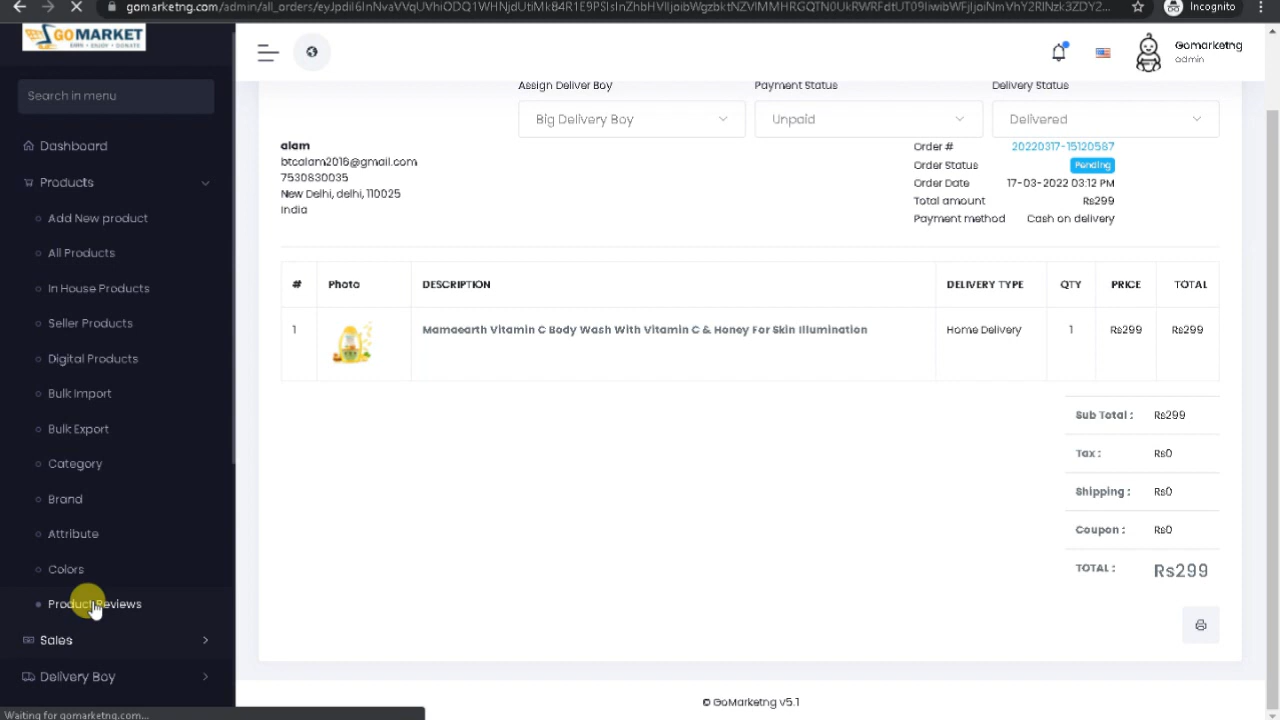 Incognito
GOMARKET
EARN - ENJOY - DONATE
Gomarketng
admin
Search in menu
Dashboard
Products
Add New product
All Products
In House Products
Seller Products
Digital Products
Bulk Import
Bulk Export
Category
Brand
Attribute
Colors
Product Reviews
Sales
Delivery Boy
Waiting for gomarketng.com...
Assign Deliver Boy
Payment Status
Delivery Status
Big Delivery Boy
Unpaid
Delivered
alam
btcalam2016@gmail.com
7530830035
New Delhi, delhi, 110025
India
Order # 20220317-15120587
Order Status Pending
Order Date 17-03-2022 03:12 PM
Total amount Rs299
Payment method Cash on delivery
# Photo DESCRIPTION DELIVERY TYPE QTY PRICE TOTAL
1 Mamaearth Vitamin C Body Wash With Vitamin C & Honey For Skin Illumination Home Delivery 1 Rs299 Rs299
Sub Total : Rs299
Tax : Rs0
Shipping : Rs0
Coupon : Rs0
TOTAL : Rs299
© GoMarketng v5.1